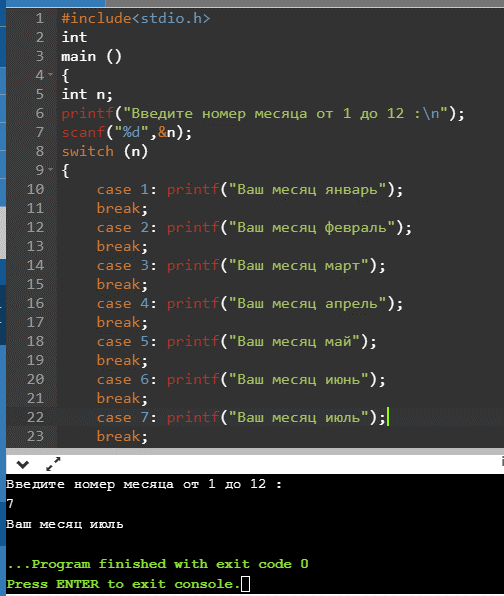 1 #include<stdio.h>
2 int
3 main ()
4 {
5 int n;
6 printf("Введите номер месяца от 1 до 12 :\n");
7 scanf("%d",&n);
8 switch (n)
9 {
10 case 1: printf("Ваш месяц январь");
11 break;
12 case 2: printf("Ваш месяц февраль");
13 break;
14 case 3: printf("Ваш месяц март");
15 break;
16 case 4: printf("Ваш месяц апрель");
17 break;
18 case 5: printf("Ваш месяц май");
19 break;
20 case 6: printf("Ваш месяц июнь");
21 break;
22 case 7: printf("Ваш месяц июль");
23 break;
Введите номер месяца от 1 до 12 :
7
Ваш месяц июль
...Program finished with exit code 0
Press ENTER to exit console.